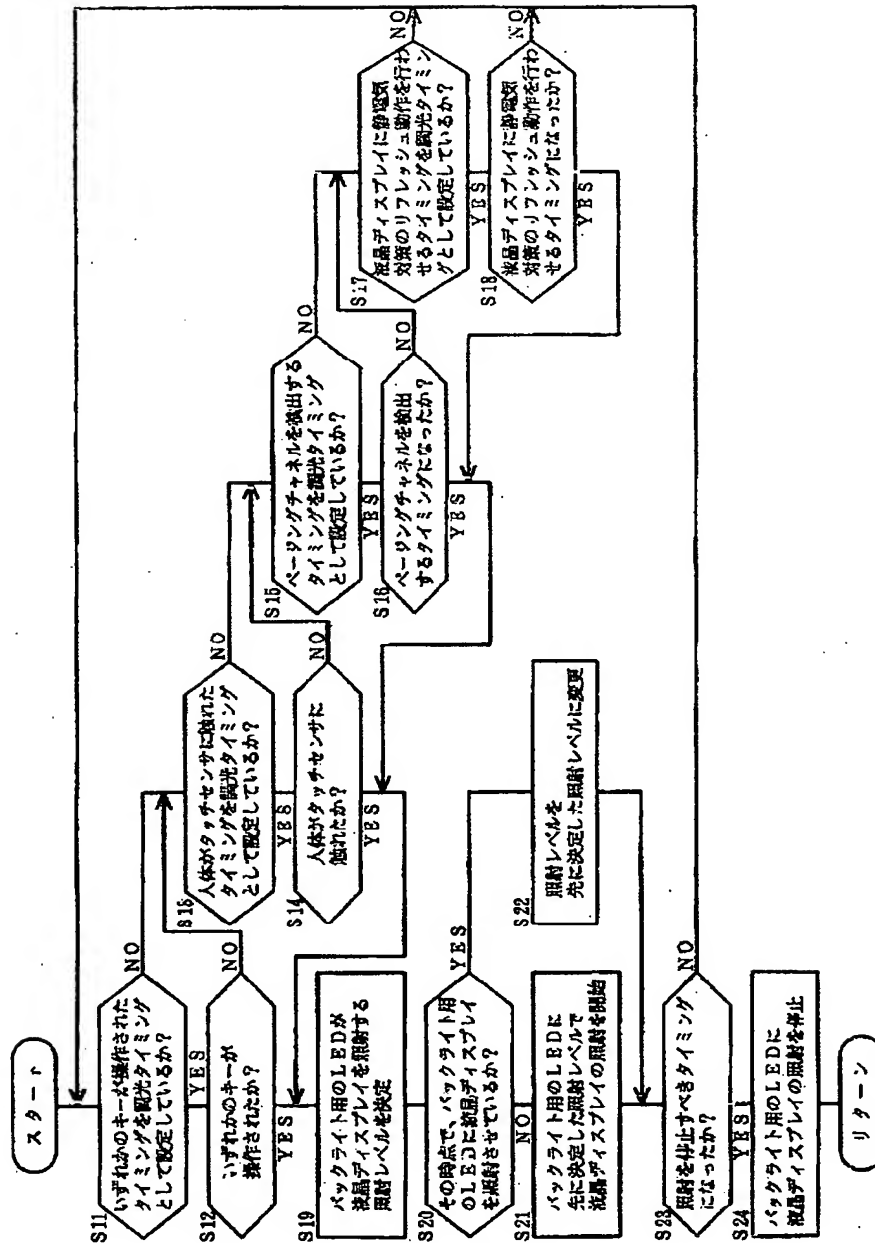 スタート
S11
いずれかのキーが操作された
タイミングを調光タイミング
として設定しているか?
NO
YES
S12
いずれかのキーが
操作されたか?
NO
YES
S13
人体がタッチセンサに触れた
タイミングを調光タイミング
として設定しているか?
NO
YES
S14
人体がタッチセンサに
触れたか?
NO
YES
S15
ページングチャネルを検出する
タイミングを調光タイミング
として設定しているか?
NO
YES
S16
ページングチャネルを検出
するタイミングになったか?
NO
YES
S17
液晶ディスプレイに静電気
対策のリフレッシュ動作を行わ
せるタイミングを調光タイミン
グとして設定しているか?
NO
YES
S18
液晶ディスプレイに静電気
対策のリフレッシュ動作を行わ
せるタイミングになったか?
NO
YES
S19
バックライト用のLEDが
液晶ディスプレイを照射する
照射レベルを決定
S20
その時点で、バックライト用
のLEDに液晶ディスプレイ
を照射させているか?
YES
NO
S21
バックライト用のLEDに
先に決定した照射レベルで
液晶ディスプレイの照射を開始
S22
照射レベルを
先に決定した照射レベルに変更
S23
照射を停止すべきタイミング
になったか?
NO
YES
S24
バックライト用のLEDに
液晶ディスプレイの照射を停止
リターン